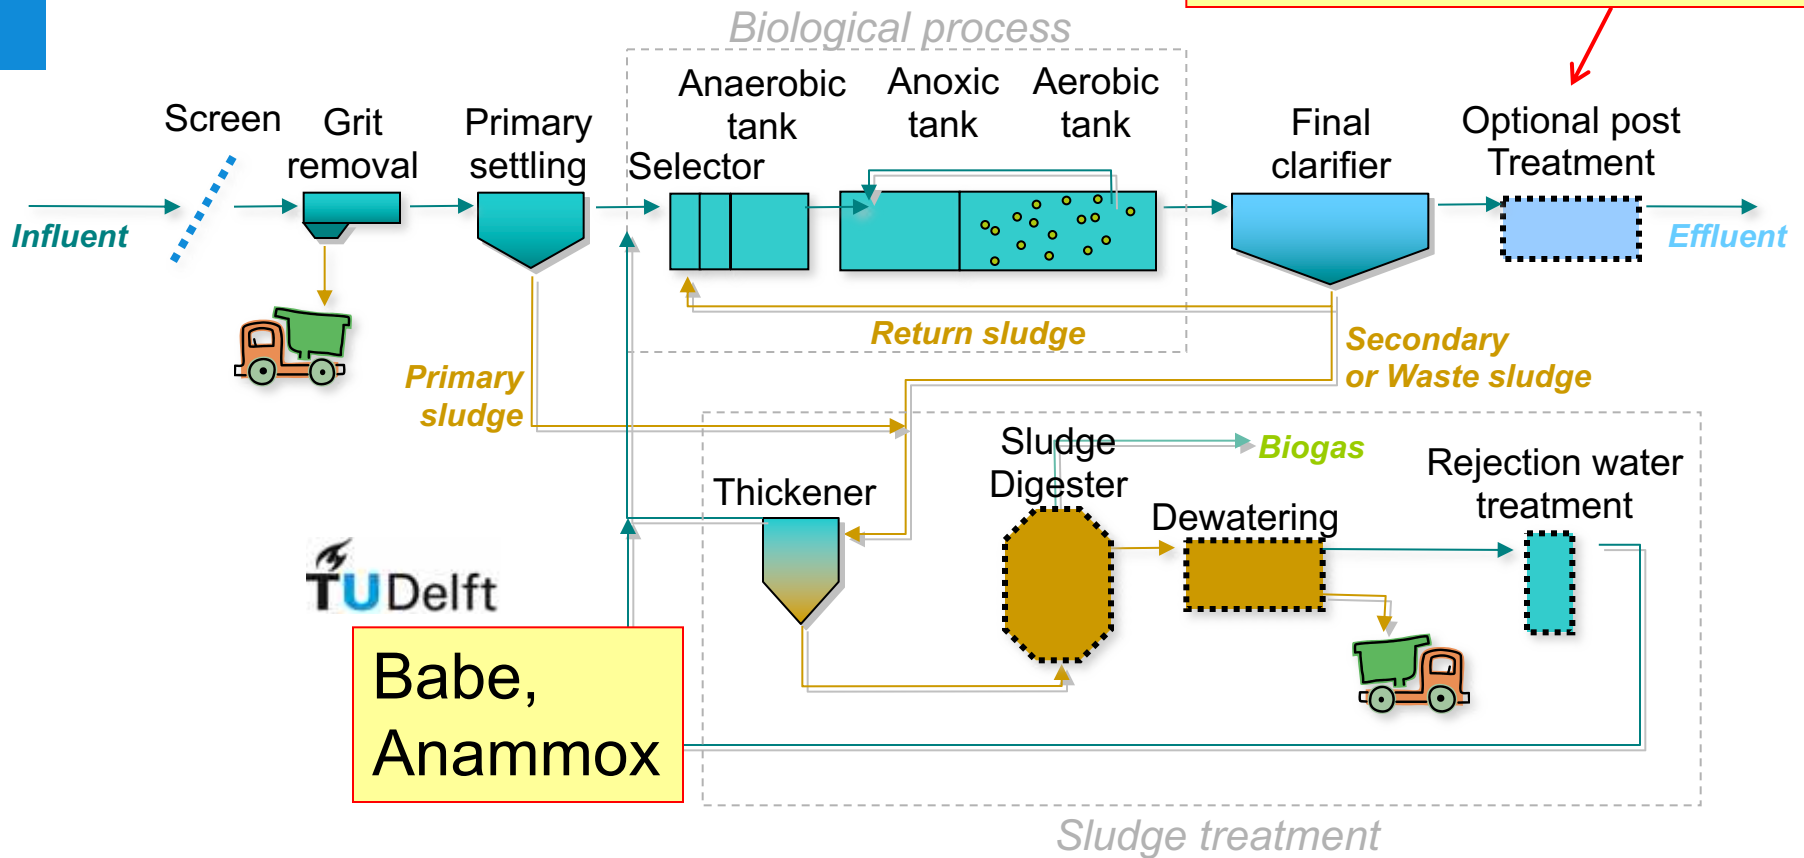 Biological process
Anaerobic
tank
Anoxic
tank
Aerobic
tank
Screen
Grit
removal
Primary
settling
Selector
Final
clarifier
Optional post
Treatment
Influent
Effluent
Return sludge
Secondary
or Waste sludge
Primary
sludge
Sludge
Digester
Biogas
Rejection water
treatment
Thickener
Dewatering
TUDelft
Babe,
Anammox
Sludge treatment